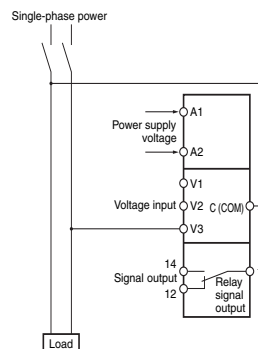 Single-phase power
A1
Power supply
voltage
A2
V1
Voltage input
V2
C (COM)
V3
14
Signal output
12
Relay
signal
output
Load